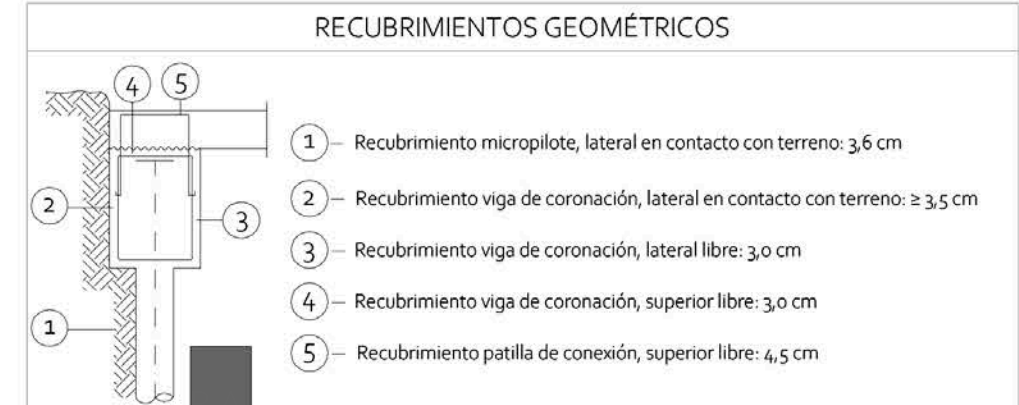 RECUBRIMIENTOS GEOMÉTRICOS
4 5
1 Recubrimiento micropilote, lateral en contacto con terreno: 3,6 cm
2 2 Recubrimiento viga de coronación, lateral en contacto con terreno: ≥ 3,5 cm
3 3 Recubrimiento viga de coronación, lateral libre: 3,0 cm
4 Recubrimiento viga de coronación, superior libre: 3,0 cm
1 5 Recubrimiento patilla de conexión, superior libre: 4,5 cm